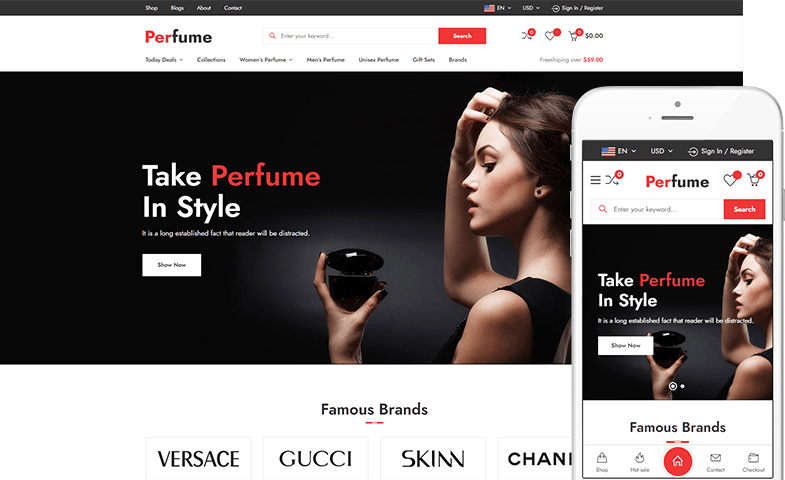 Shop Blogs About Contact EN USD Sign In / Register
Perfume Enter your keyword... Search 0 0 $0.00
Today Deals Collections Women's Perfume Men's Perfume Unisex Perfume Gift Sets Brands Freeshiping over $59.00
Take Perfume
In Style
It is a long established fact that reader will be distracted.
Show Now
Famous Brands
VERSACE GUCCI SKINN CHAN
EN USD Sign In / Register
0 Perfume 0
Enter your keyword... Search
Take Perfume
In Style
It is a long established fact that reader will be distracted.
Show Now
Famous Brands
Shop Hot sale Contact Checkout